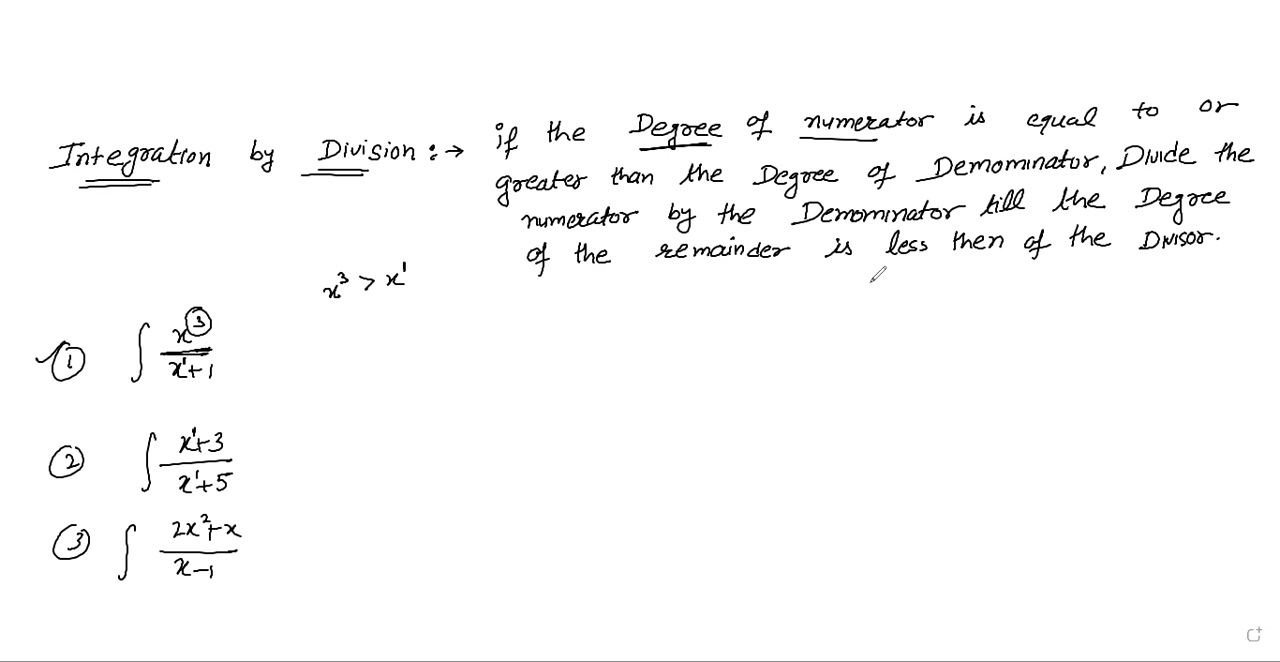 Integration by Division :→ if the Degree of numerator is equal to or
greater than the Degree of Demominator, Divide the
numerator by the Demominator till the Degree
of the remainder is less then of the Divisor.
x³ > x¹
① ∫ x³/(x¹+1)
② ∫ (x¹+3)/(x¹+5)
③ ∫ (2x²+x)/(x-1)